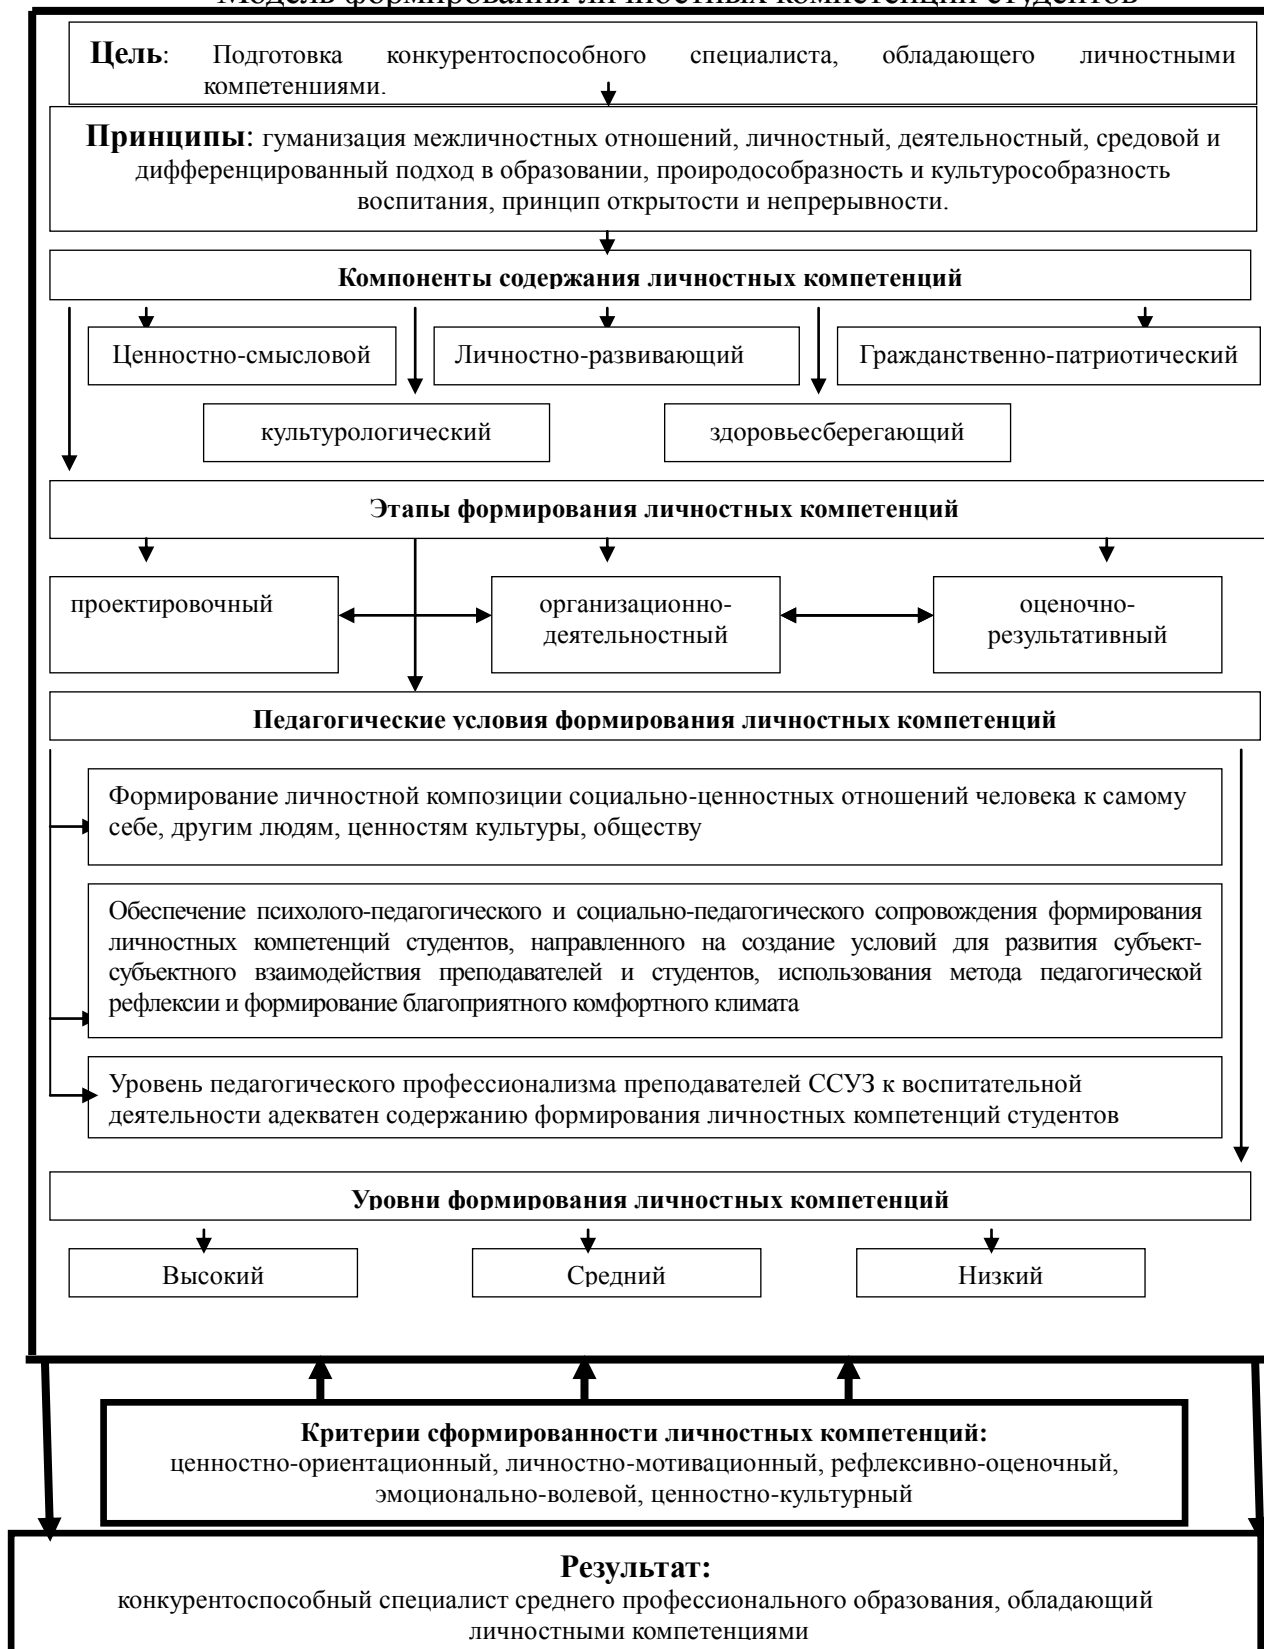 Модель формирования личностных компетенций студентов
Цель: Подготовка конкурентоспособного специалиста, обладающего личностными
компетенциями.
Принципы: гуманизация межличностных отношений, личностный, деятельностный, средовой и
дифференцированный подход в образовании, проиродосообразность и культуросообразность
воспитания, принцип открытости и непрерывности.
Компоненты содержания личностных компетенций
Ценностно-смысловой
Личностно-развивающий
Гражданственно-патриотический
культурологический
здоровьесберегающий
Этапы формирования личностных компетенций
проектировочный
организационно-
деятельностный
оценочно-
результативный
Педагогические условия формирования личностных компетенций
Формирование личностной композиции социально-ценностных отношений человека к самому
себе, другим людям, ценностям культуры, обществу
Обеспечение психолого-педагогического и социально-педагогического сопровождения формирования
личностных компетенций студентов, направленного на создание условий для развития субъект-
субъектного взаимодействия преподавателей и студентов, использования метода педагогической
рефлексии и формирование благоприятного комфортного климата
Уровень педагогического профессионализма преподавателей ССУЗ к воспитательной
деятельности адекватен содержанию формирования личностных компетенций студентов
Уровни формирования личностных компетенций
Высокий
Средний
Низкий
Критерии сформированности личностных компетенций:
ценностно-ориентационный, личностно-мотивационный, рефлексивно-оценочный,
эмоционально-волевой, ценностно-культурный
Результат:
конкурентоспособный специалист среднего профессионального образования, обладающий
личностными компетенциями